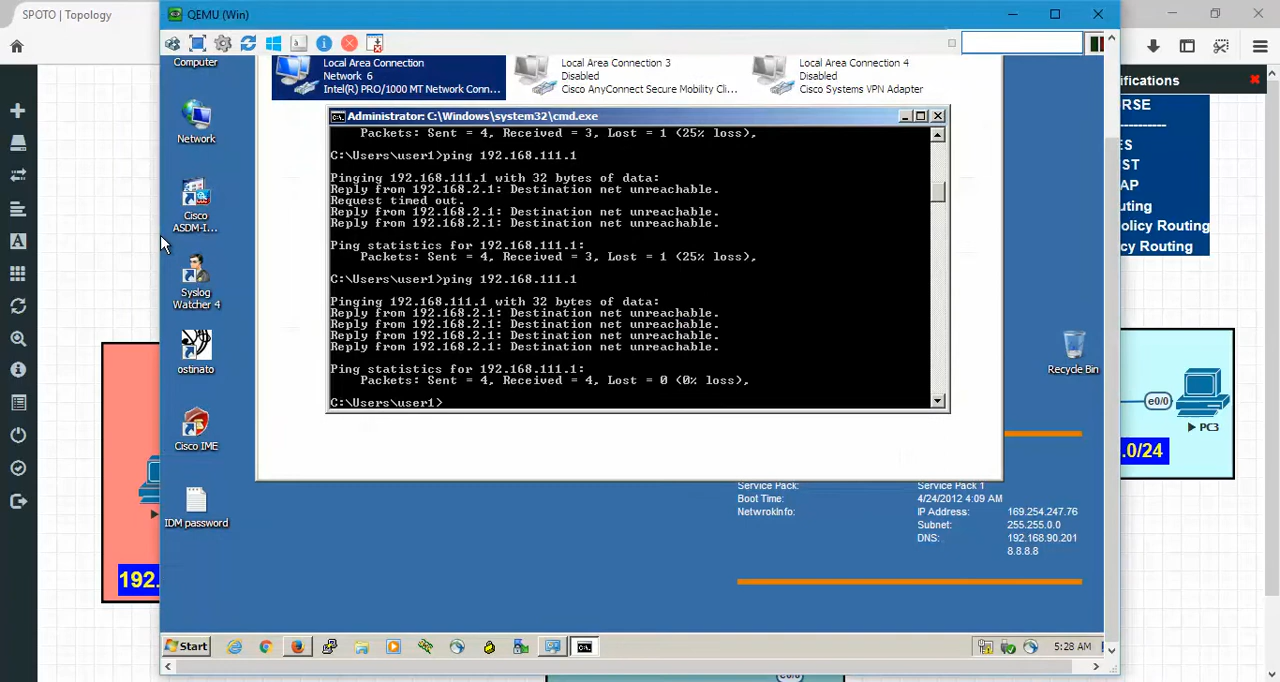 SPOTO | Topology
QEMU (Win)
ifications
RSE
---------
ES
ST
AP
uting
olicy Routing
cy Routing
Computer
Network
Cisco
ASDM-I...
Syslog
Watcher 4
ostinato
Cisco IME
IDM password
Local Area Connection
Network 6
Intel(R) PRO/1000 MT Network Conn...
Local Area Connection 3
Disabled
Cisco AnyConnect Secure Mobility Cli...
Local Area Connection 4
Disabled
Cisco Systems VPN Adapter
Administrator: C:\Windows\system32\cmd.exe
Packets: Sent = 4, Received = 3, Lost = 1 (25% loss),
C:\Users\user1>ping 192.168.111.1
Pinging 192.168.111.1 with 32 bytes of data:
Reply from 192.168.2.1: Destination net unreachable.
Request timed out.
Reply from 192.168.2.1: Destination net unreachable.
Reply from 192.168.2.1: Destination net unreachable.
Ping statistics for 192.168.111.1:
Packets: Sent = 4, Received = 3, Lost = 1 (25% loss),
C:\Users\user1>ping 192.168.111.1
Pinging 192.168.111.1 with 32 bytes of data:
Reply from 192.168.2.1: Destination net unreachable.
Reply from 192.168.2.1: Destination net unreachable.
Reply from 192.168.2.1: Destination net unreachable.
Reply from 192.168.2.1: Destination net unreachable.
Ping statistics for 192.168.111.1:
Packets: Sent = 4, Received = 4, Lost = 0 (0% loss),
C:\Users\user1>
Recycle Bin
e0/0
PC3
.0/24
192.
Service Pack: Service Pack 1
Boot Time: 4/24/2012 4:09 AM
NetwrokInfo: IP Address: 169.254.247.76
Subnet: 255.255.0.0
DNS: 192.168.90.201
8.8.8.8
Start
5:28 AM
e0/0